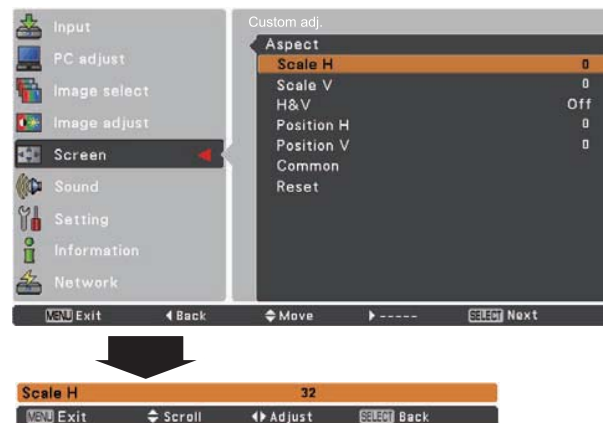 Input
PC adjust
Image select
Image adjust
Screen
Sound
Setting
Information
Network
Custom adj.
Aspect
Scale H 0
Scale V 0
H&V Off
Position H 0
Position V 0
Common
Reset
MENU Exit Back Move ----- SELECT Next
Scale H 32
MENU Exit Scroll Adjust SELECT Back